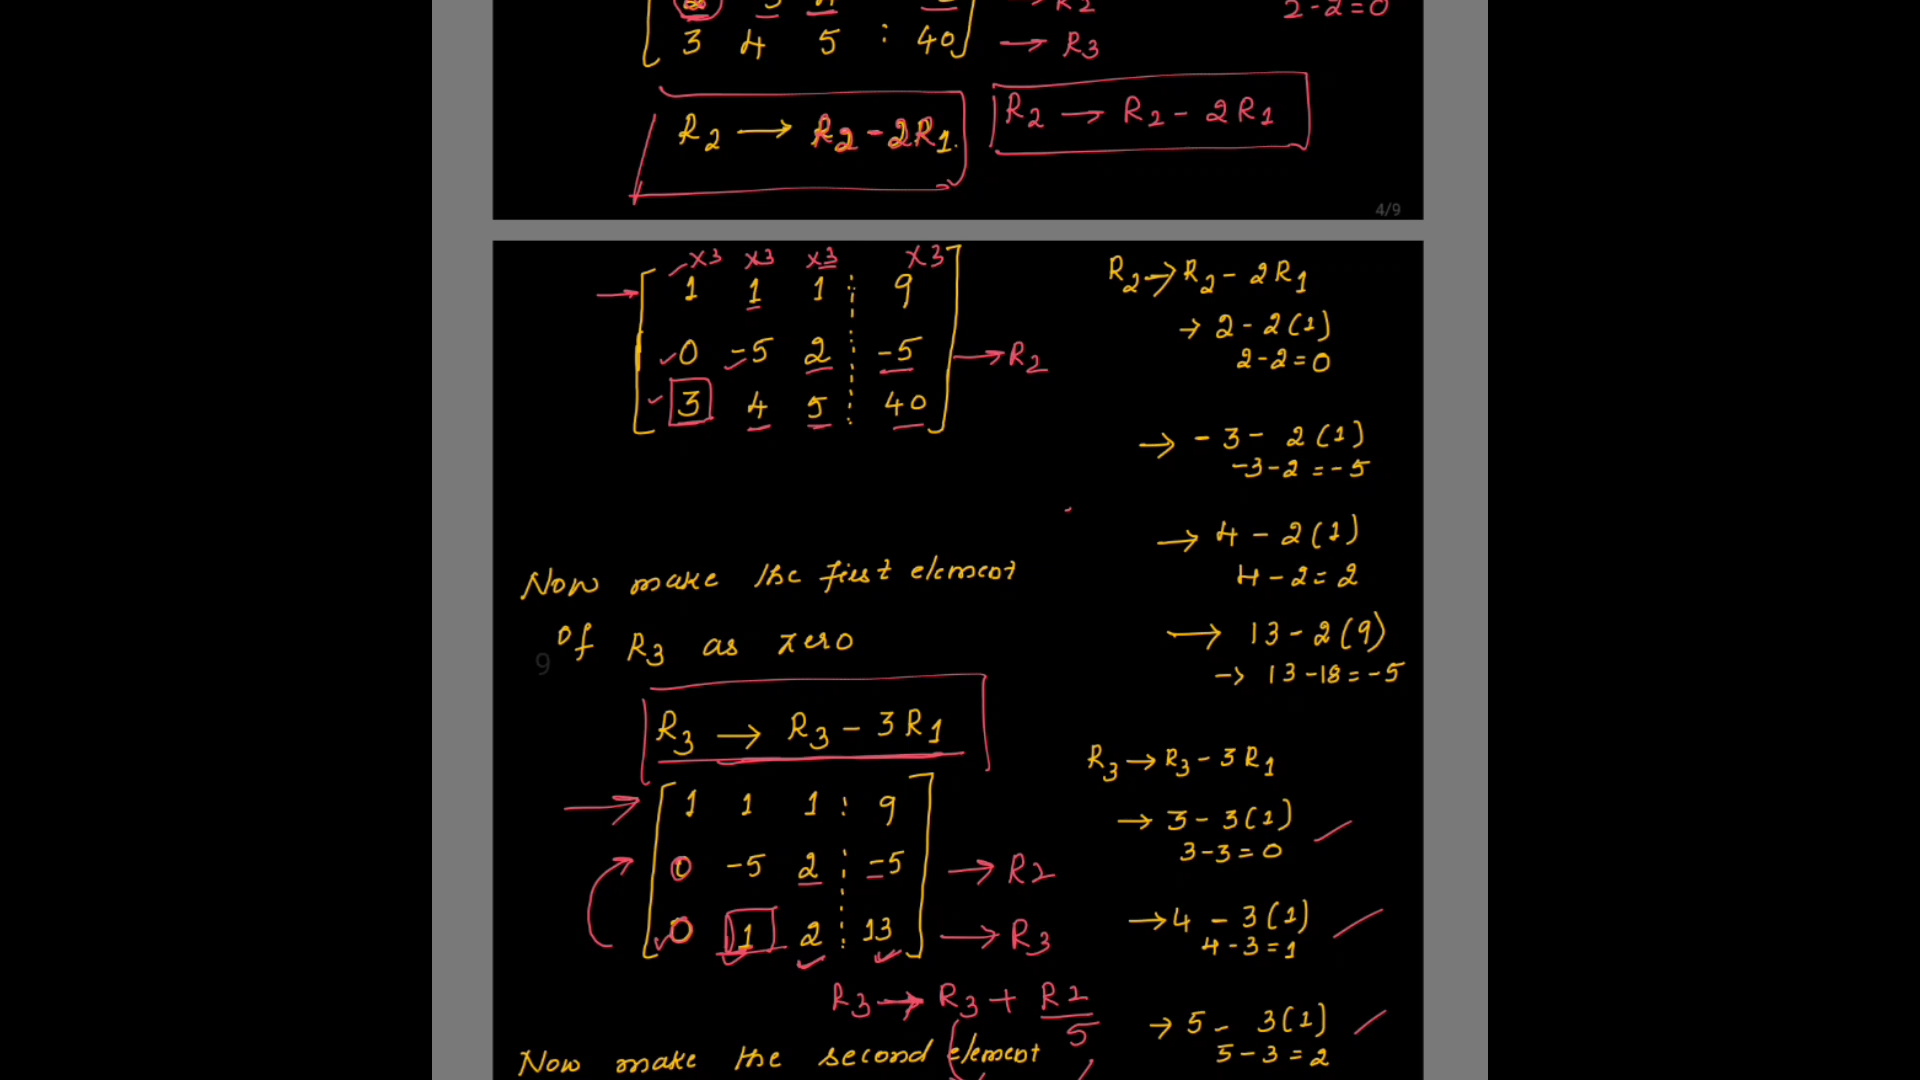 → R2
2-2=0
3 4 5 : 40 → R3
R2 → R2 - 2R1. R2 → R2 - 2R1
4/9
x3 x3 x3 x3
1 1 1 9
0 -5 2 -5 → R2
3 4 5 40
R2 → R2 - 2R1
→ 2 - 2(1)
2-2=0
→ -3 - 2(1)
-3-2 = -5
→ 4 - 2(1)
4-2=2
→ 13 - 2(9)
→ 13-18=-5
Now make the first element
of R3 as zero
9
R3 → R3 - 3R1
1 1 1 : 9
0 -5 2 -5 → R2
0 1 2 13 → R3
R3 → R3 + R2/5
R3 → R3 - 3R1
→ 3 - 3(1)
3-3=0
→ 4 - 3(1)
4-3=1
→ 5 - 3(1)
5-3=2
Now make the second element